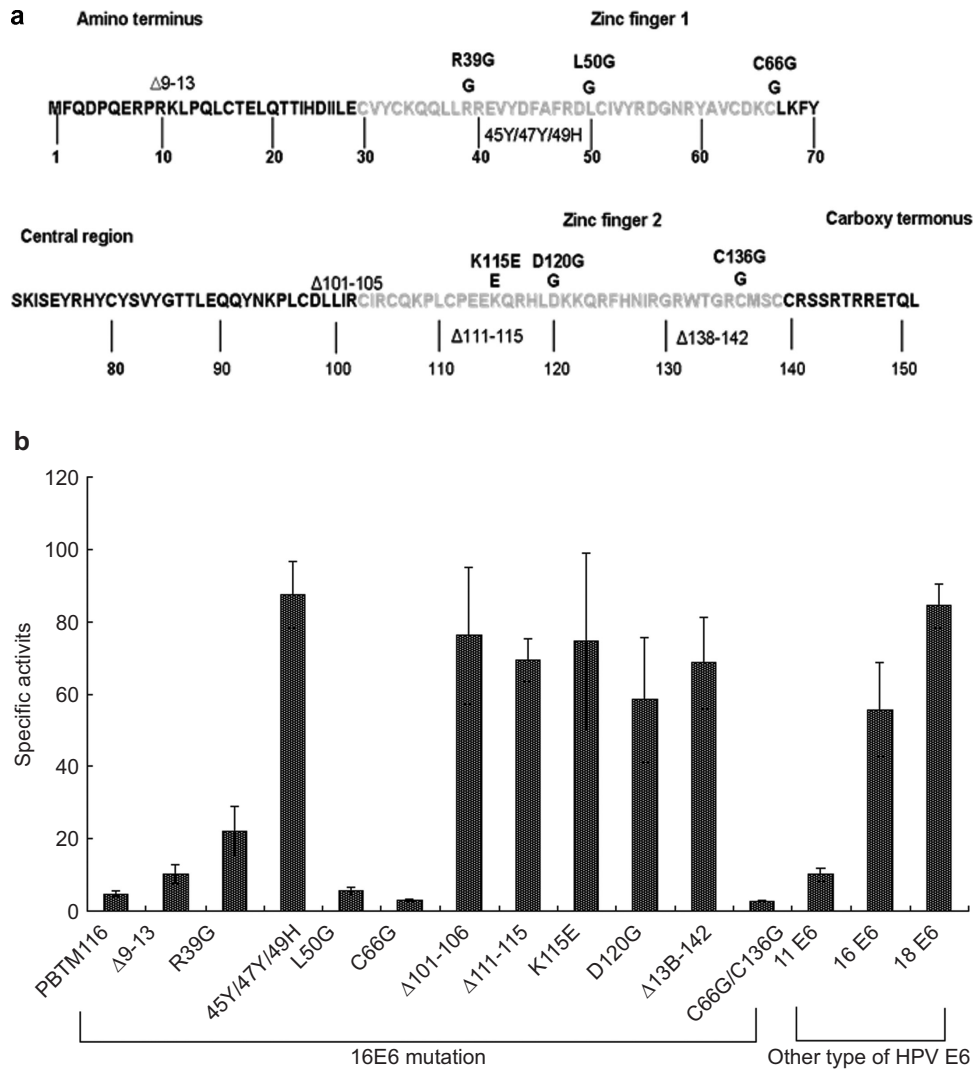 a
Amino terminus
Zinc finger 1
R39G
L50G
C66G
Δ9-13
G
G
G
MFQDPQERPRKLPQLCTELQTTIHDIILECVYCKQQLLRREVYDFAFRDLCIVYRDGNRYAVCDKCLKFY
45Y/47Y/49H
1 10 20 30 40 50 60 70
Zinc finger 2
Carboxy termonus
Central region
K115E D120G
C136G
Δ101-105
E
G
G
SKISEYRHYCYSVYGTTLEQQYNKPLCDLLIRCIRCQKPLCPEEKQRHLDKKQRFHNIRGRWTGRCMSCCRSSRTRRETQL
Δ111-115
Δ138-142
80 90 100 110 120 130 140 150
b
120
100
80
60
40
20
0
Specific activits
PBTM116
Δ9-13
R39G
45Y/47Y/49H
L50G
C66G
Δ101-106
Δ111-115
K115E
D120G
Δ13B-142
C66G/C136G
11 E6
16 E6
18 E6
16E6 mutation
Other type of HPV E6